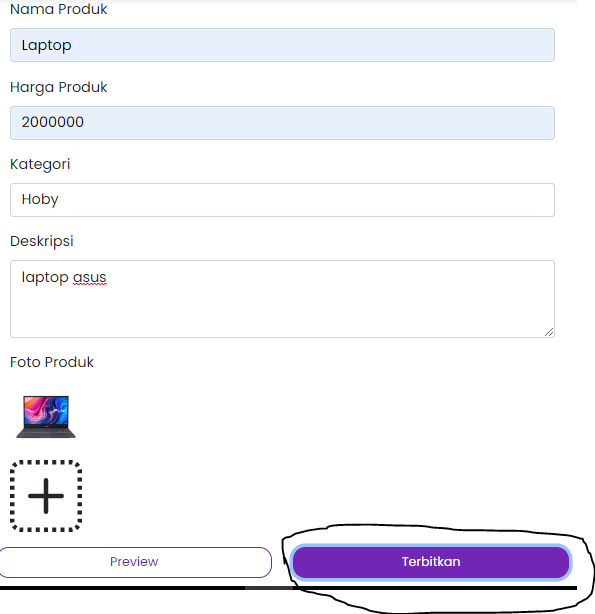 Nama Produk
Laptop
Harga Produk
2000000
Kategori
Hoby
Deskripsi
laptop asus
Foto Produk
Preview
Terbitkan